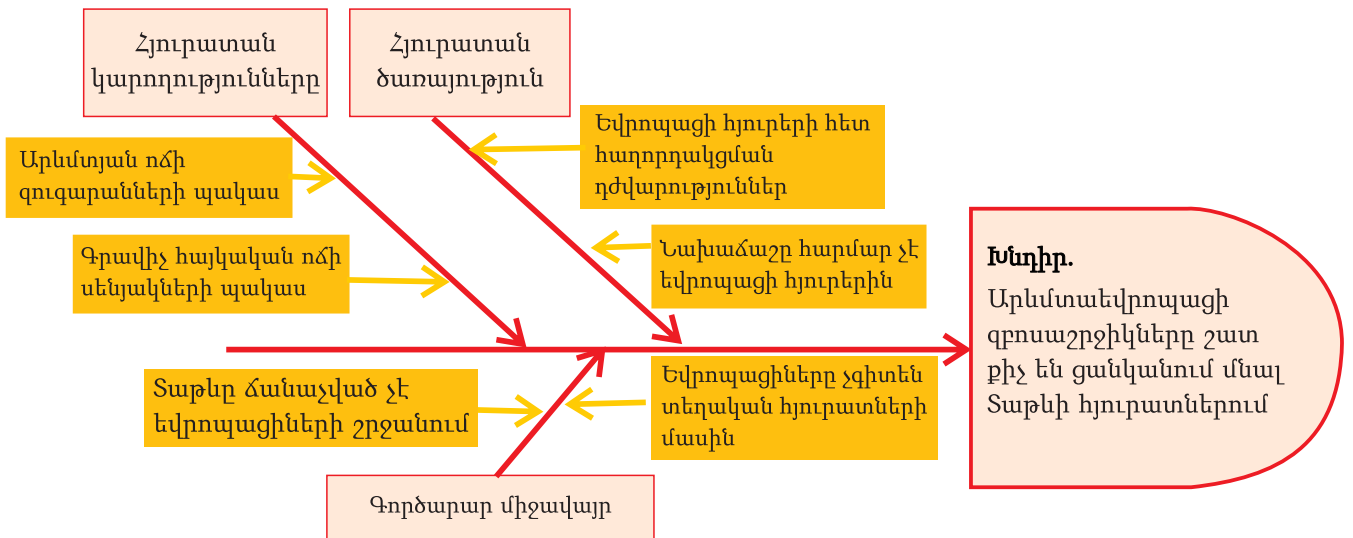 Հյուրատան
կարողությունները
Հյուրատան
ծառայություն
Եվրոպացի հյուրերի հետ
հաղորդակցման
դժվարություններ
Արևմտյան ոճի
զուգարանների պակաս
Նախաճաշը հարմար չէ
եվրոպացի հյուրերին
Գրավիչ հայկական ոճի
սենյակների պակաս
Խնդիր.
Արևմտաեվրոպացի
զբոսաշրջիկները շատ
քիչ են ցանկանում մնալ
Տաթևի հյուրատներում
Տաթևը ճանաչված չէ
եվրոպացիների շրջանում
Եվրոպացիները չգիտեն
տեղական հյուրատների
մասին
Գործարար միջավայր